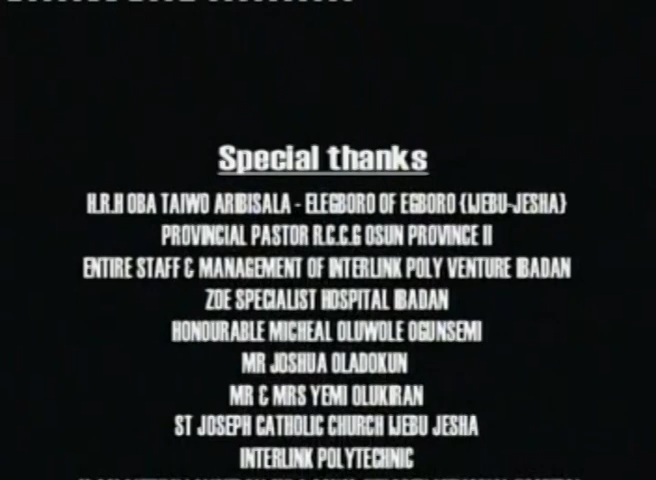 Special thanks
H.R.H OBA TAIWO ARIBISALA - ELEGBORO OF EGBORO (IJEBU-JESHA)
PROVINCIAL PASTOR R.C.C.G OSUN PROVINCE II
ENTIRE STAFF & MANAGEMENT OF INTERLINK POLY VENTURE IBADAN
ZOE SPECIALIST HOSPITAL IBADAN
HONOURABLE MICHEAL OLUWOLE OGUNSEMI
MR JOSHUA OLADOKUN
MR & MRS YEMI OLUKIRAN
ST JOSEPH CATHOLIC CHURCH IJEBU JESHA
INTERLINK POLYTECHNIC